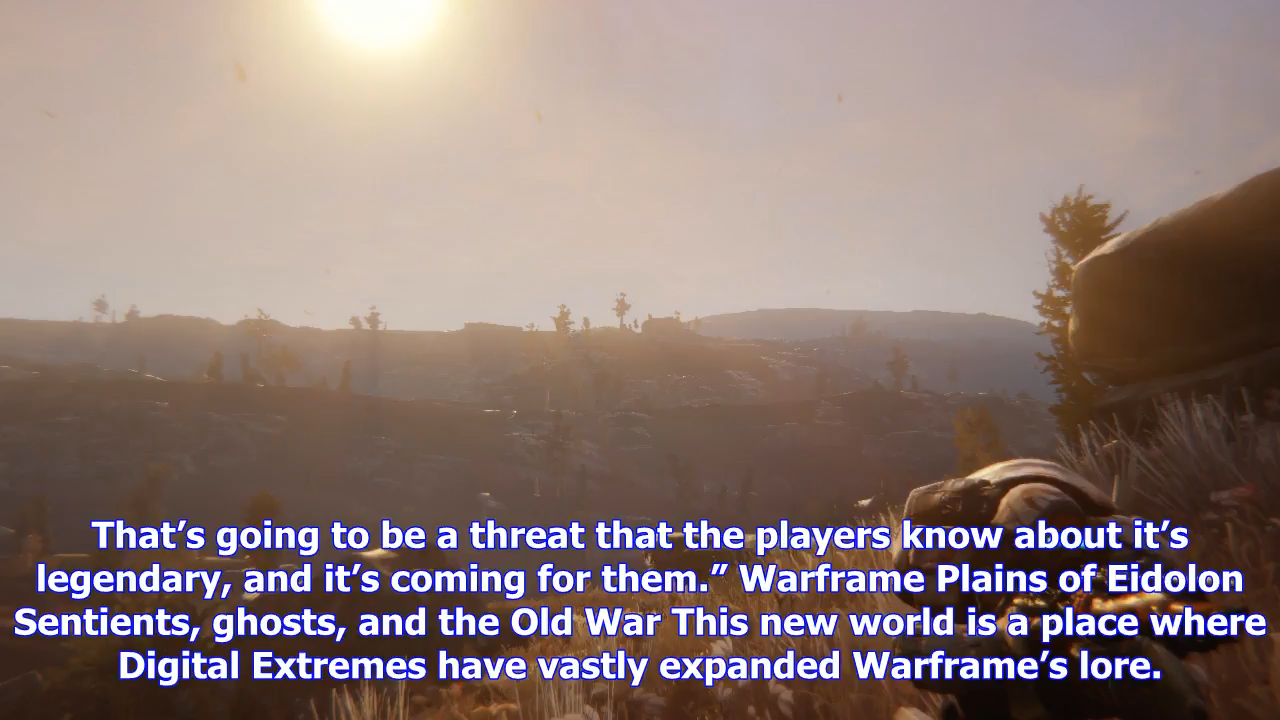 That’s going to be a threat that the players know about it’s
legendary, and it’s coming for them.” Warframe Plains of Eidolon
Sentients, ghosts, and the Old War This new world is a place where
Digital Extremes have vastly expanded Warframe’s lore.